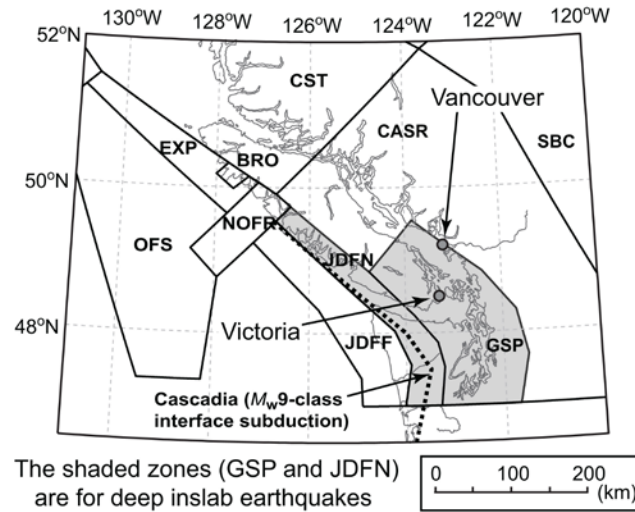 130°W 128°W 126°W 124°W 122°W 120°W
52°N
CST
Vancouver
CASR
SBC
EXP
BRO
50°N
NOFR
OFS
JDFN
48°N
Victoria
JDFF
GSP
Cascadia (Mw9-class
interface subduction)
The shaded zones (GSP and JDFN)
are for deep inslab earthquakes
0 100 200
(km)